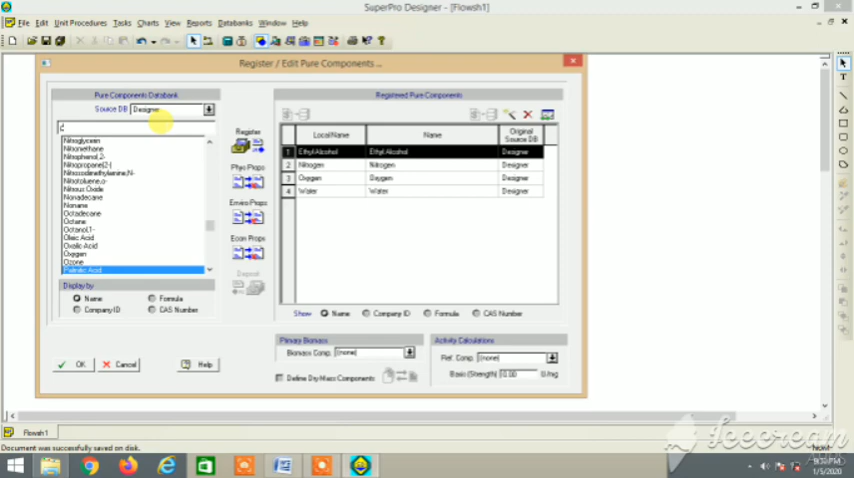 SuperPro Designer - [Flowsh1]
File Edit Unit Procedures Tasks Charts View Reports Databanks Window Help
Register / Edit Pure Components ...
Pure Components Databank
Source DB Designer
Nitroglycerin
Nitromethane
Nitrophenol,2-
Nitropropane(2-)
Nitrosodimethylamine,N-
Nitrotoluene,o-
Nitrous Oxide
Nonadecane
Nonane
Octadecane
Octane
Octanol,1-
Oleic Acid
Oxalic Acid
Oxygen
Ozone
Palmitic Acid
Display by
Name Formula
Company ID CAS Number
OK Cancel Help
Register
Phys Props
Enviro Props
Econ Props
Deposit
Registered Pure Components
Local Name Name Original Source DB
1 Ethyl Alcohol Ethyl Alcohol Designer
2 Nitrogen Nitrogen Designer
3 Oxygen Oxygen Designer
4 Water Water Designer
Show Name Company ID Formula CAS Number
Primary Biomass
Biomass Comp. (none)
Define Dry-Mass Components
Activity Calculations
Ref. Comp. (none)
Basis (Strength) 10.00 U/mg
Flowsh1
Document was successfully saved on disk.
Icecream
1/5/2020